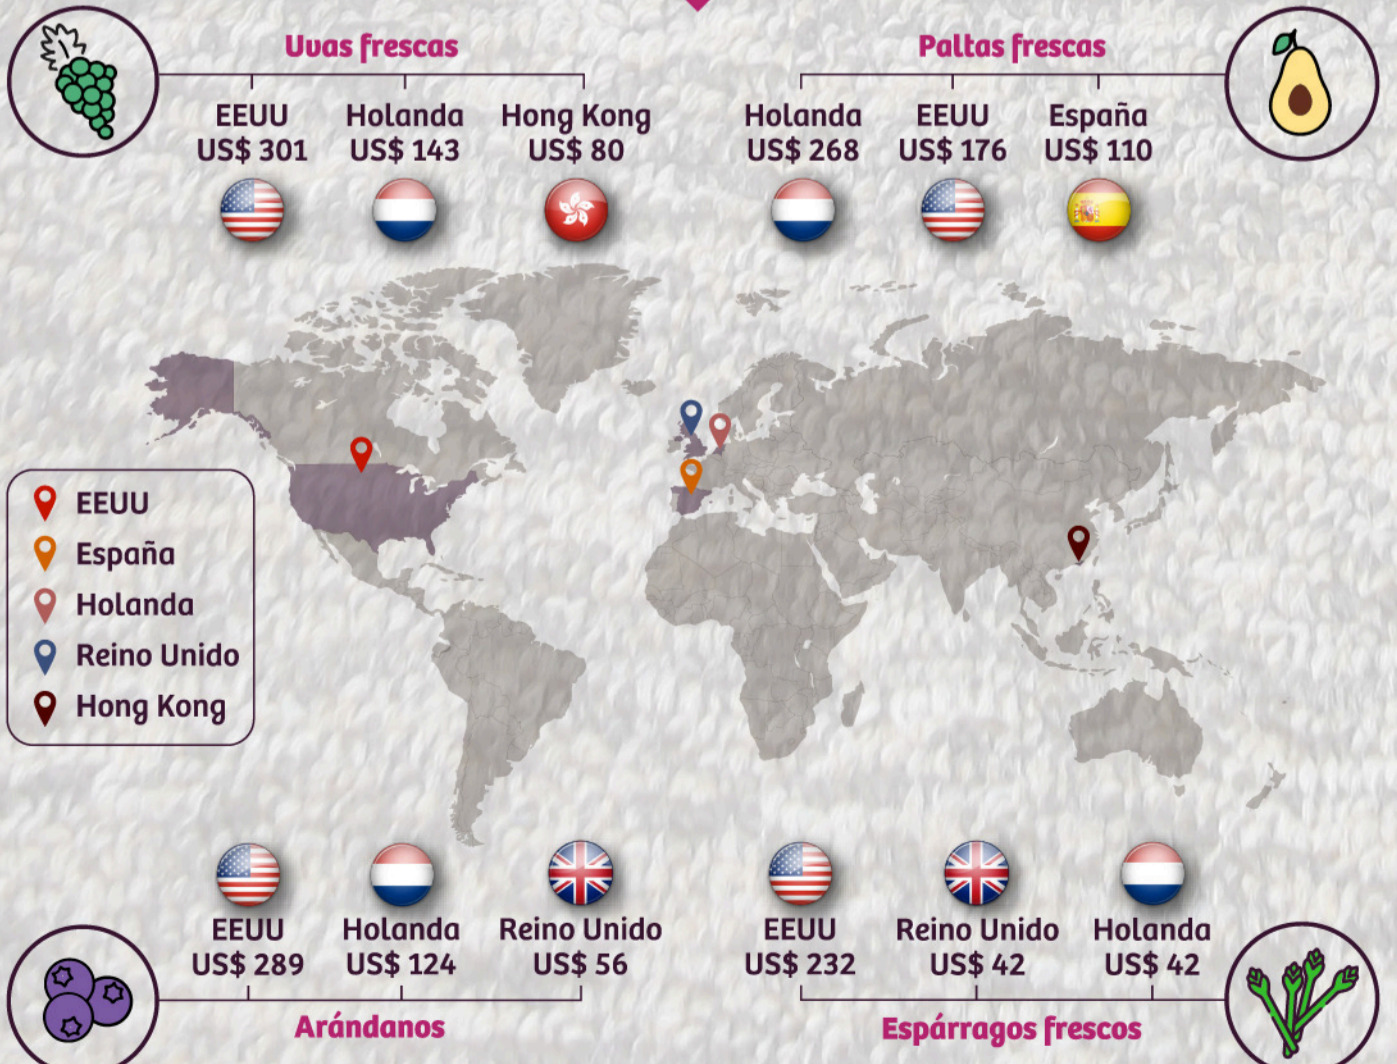 Uvas frescas
EEUU
US$ 301
Holanda
US$ 143
Hong Kong
US$ 80
Paltas frescas
Holanda
US$ 268
EEUU
US$ 176
España
US$ 110
EEUU
España
Holanda
Reino Unido
Hong Kong
EEUU
US$ 289
Holanda
US$ 124
Reino Unido
US$ 56
Arándanos
EEUU
US$ 232
Reino Unido
US$ 42
Holanda
US$ 42
Espárragos frescos